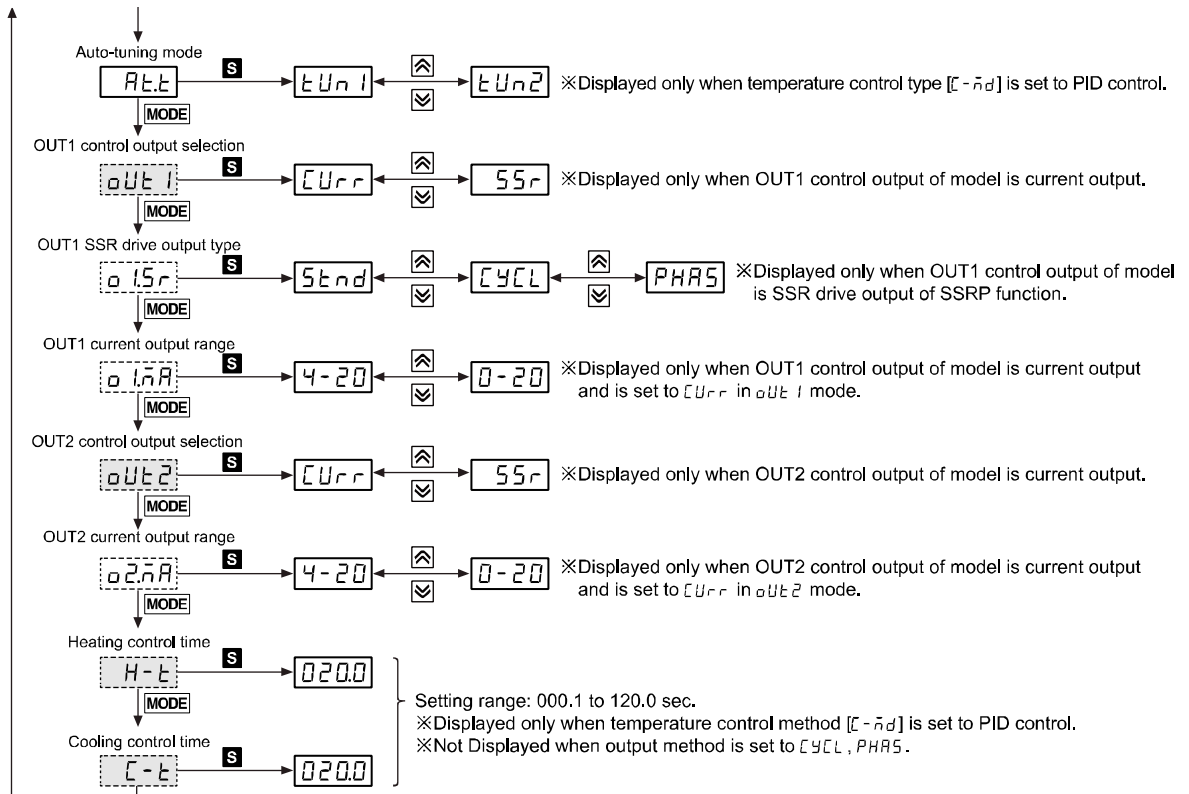 Auto-tuning mode
At.t S tUn1 tUn2 ※Displayed only when temperature control type [C-md] is set to PID control.
MODE
OUT1 control output selection
oUt1 S CUrr SSr ※Displayed only when OUT1 control output of model is current output.
MODE
OUT1 SSR drive output type
o1.Sr S Stnd CYCL PHAS ※Displayed only when OUT1 control output of model
is SSR drive output of SSRP function.
MODE
OUT1 current output range
o1.mA S 4-20 0-20 ※Displayed only when OUT1 control output of model is current output
and is set to CUrr in oUt1 mode.
MODE
OUT2 control output selection
oUt2 S CUrr SSr ※Displayed only when OUT2 control output of model is current output.
MODE
OUT2 current output range
o2.mA S 4-20 0-20 ※Displayed only when OUT2 control output of model is current output
and is set to CUrr in oUt2 mode.
MODE
Heating control time
H-t S 020.0
MODE
Setting range: 000.1 to 120.0 sec.
※Displayed only when temperature control method [C-md] is set to PID control.
※Not Displayed when output method is set to CYCL, PHAS.
Cooling control time
C-t S 020.0